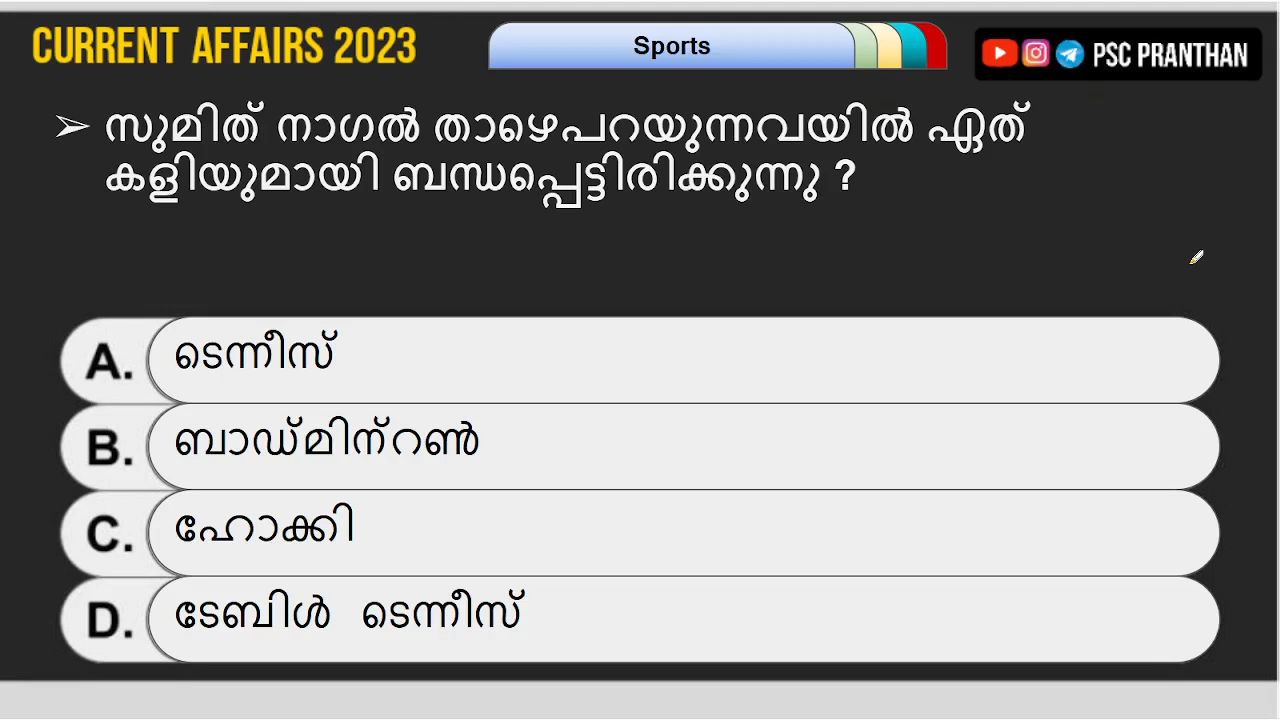 CURRENT AFFAIRS 2023
Sports
PSC PRANTHAN
➢ സുമിത് നാഗൽ താഴെപറയുന്നവയിൽ ഏത്
കളിയുമായി ബന്ധപ്പെട്ടിരിക്കുന്നു ?
A. ടെന്നീസ്
B. ബാഡ്മിന്റൺ
C. ഹോക്കി
D. ടേബിൾ ടെന്നീസ്